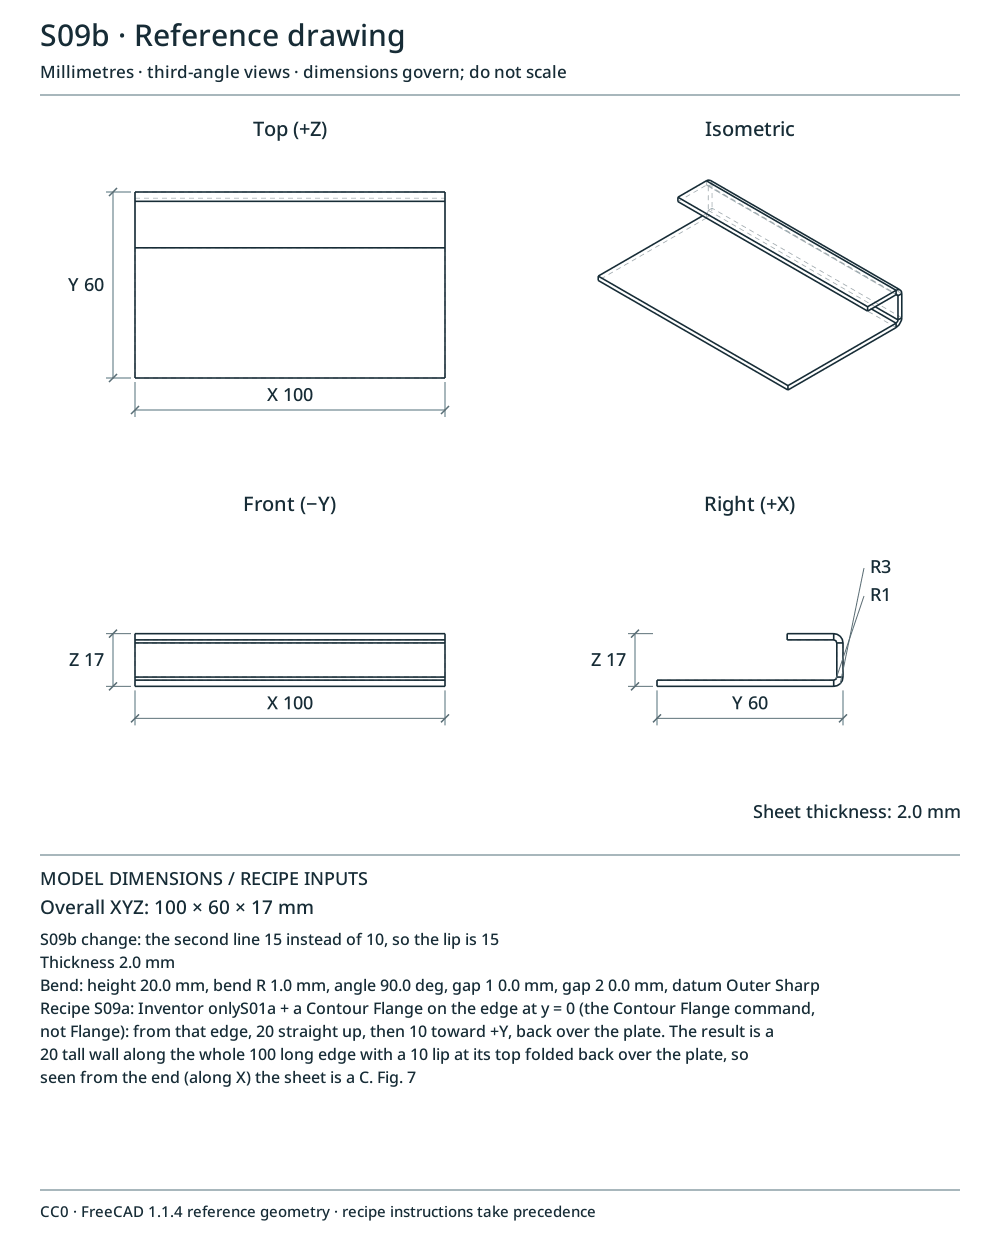 S09b · Reference drawing
Millimetres · third-angle views · dimensions govern; do not scale
Top (+Z)
Isometric
Y 60
X 100
Front (−Y)
Right (+X)
R3
R1
Z 17
X 100
Z 17
Y 60
Sheet thickness: 2.0 mm
MODEL DIMENSIONS / RECIPE INPUTS
Overall XYZ: 100 × 60 × 17 mm
S09b change: the second line 15 instead of 10, so the lip is 15
Thickness 2.0 mm
Bend: height 20.0 mm, bend R 1.0 mm, angle 90.0 deg, gap 1 0.0 mm, gap 2 0.0 mm, datum Outer Sharp
Recipe S09a: Inventor onlyS01a + a Contour Flange on the edge at y = 0 (the Contour Flange command,
not Flange): from that edge, 20 straight up, then 10 toward +Y, back over the plate. The result is a
20 tall wall along the whole 100 long edge with a 10 lip at its top folded back over the plate, so
seen from the end (along X) the sheet is a C. Fig. 7
CC0 · FreeCAD 1.1.4 reference geometry · recipe instructions take precedence